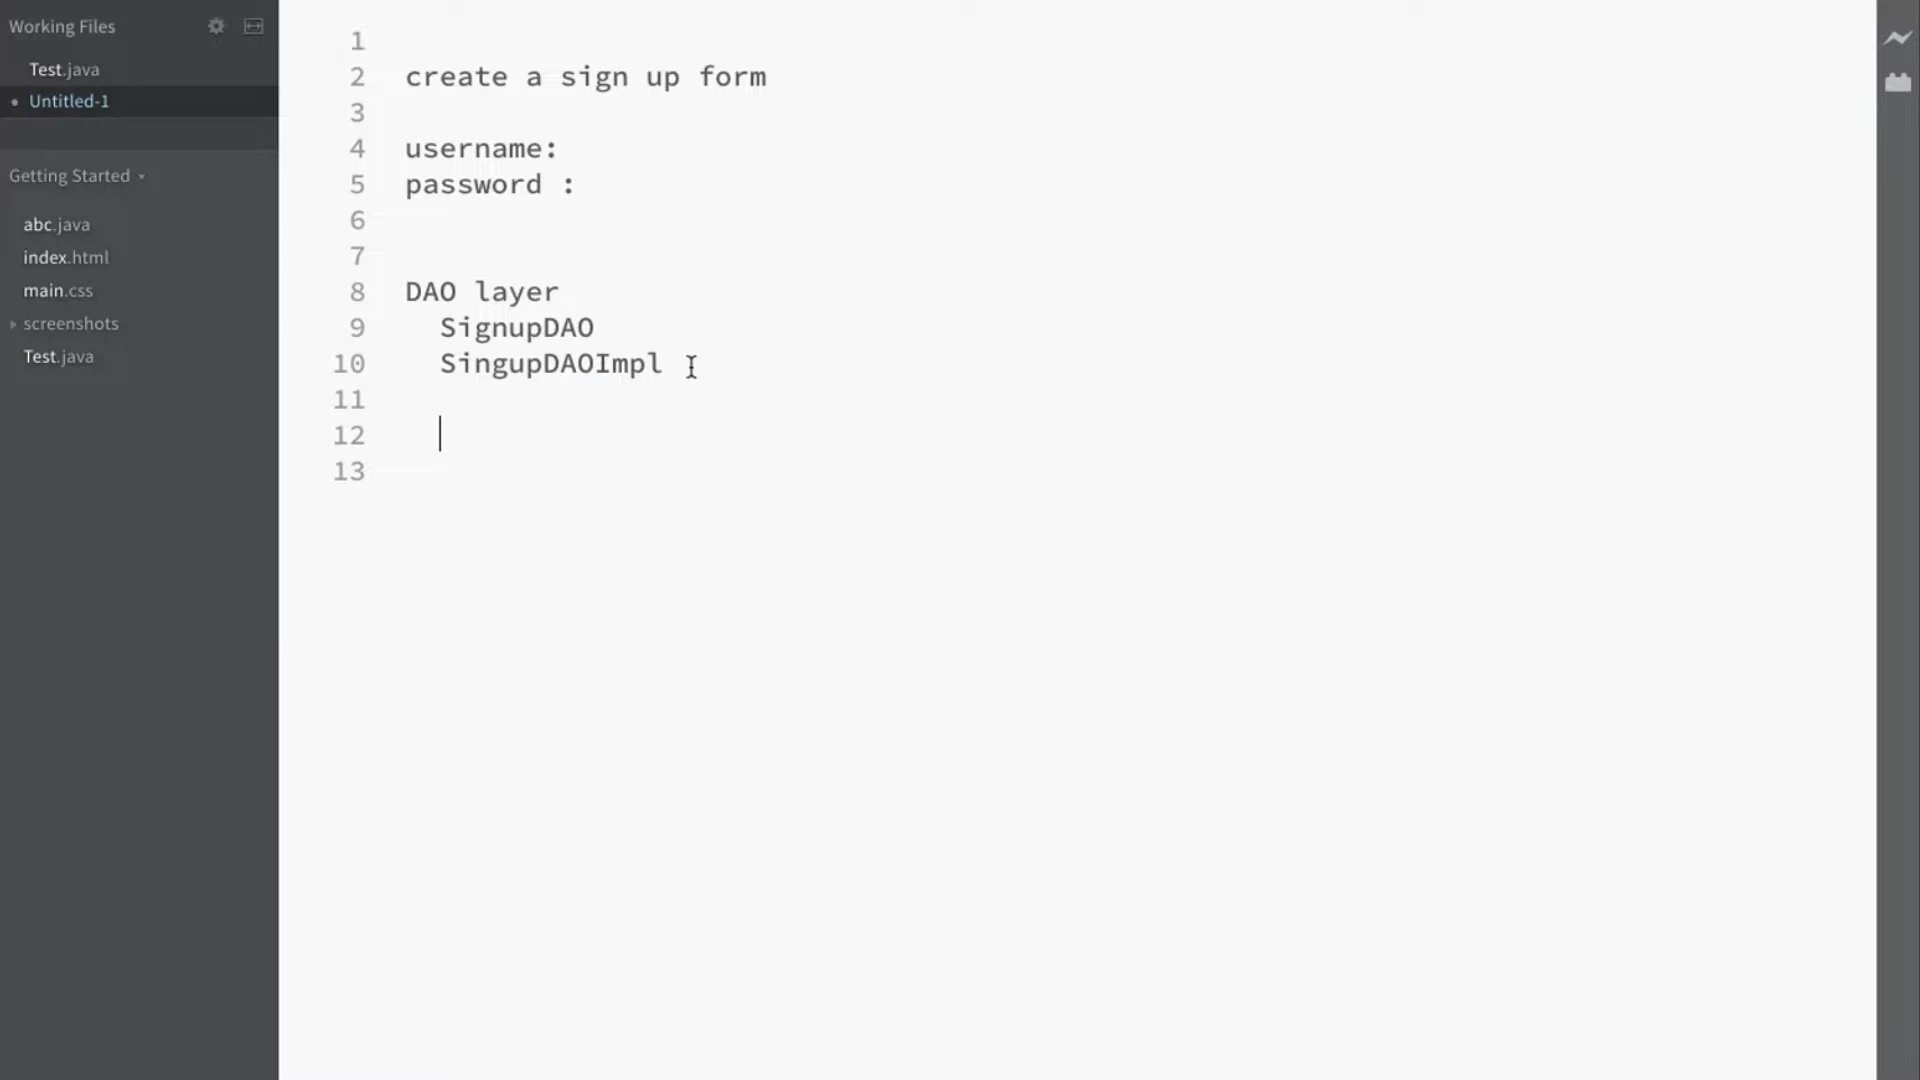 Working Files
Test.java
Untitled-1
Getting Started
abc.java
index.html
main.css
screenshots
Test.java
1
2 create a sign up form
3
4 username:
5 password :
6
7
8 DAO layer
9 SignupDAO
10 SingupDAOImpl
11
12
13